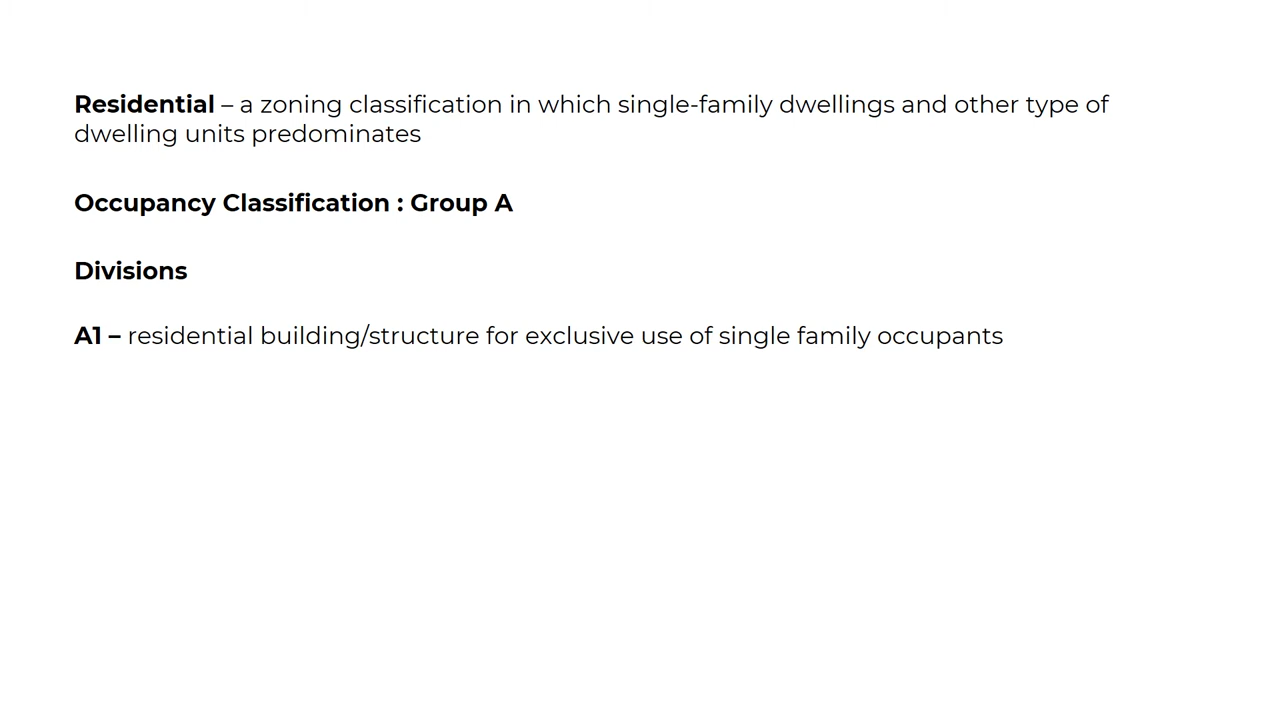 Residential – a zoning classification in which single-family dwellings and other type of
dwelling units predominates
Occupancy Classification : Group A
Divisions
A1 – residential building/structure for exclusive use of single family occupants